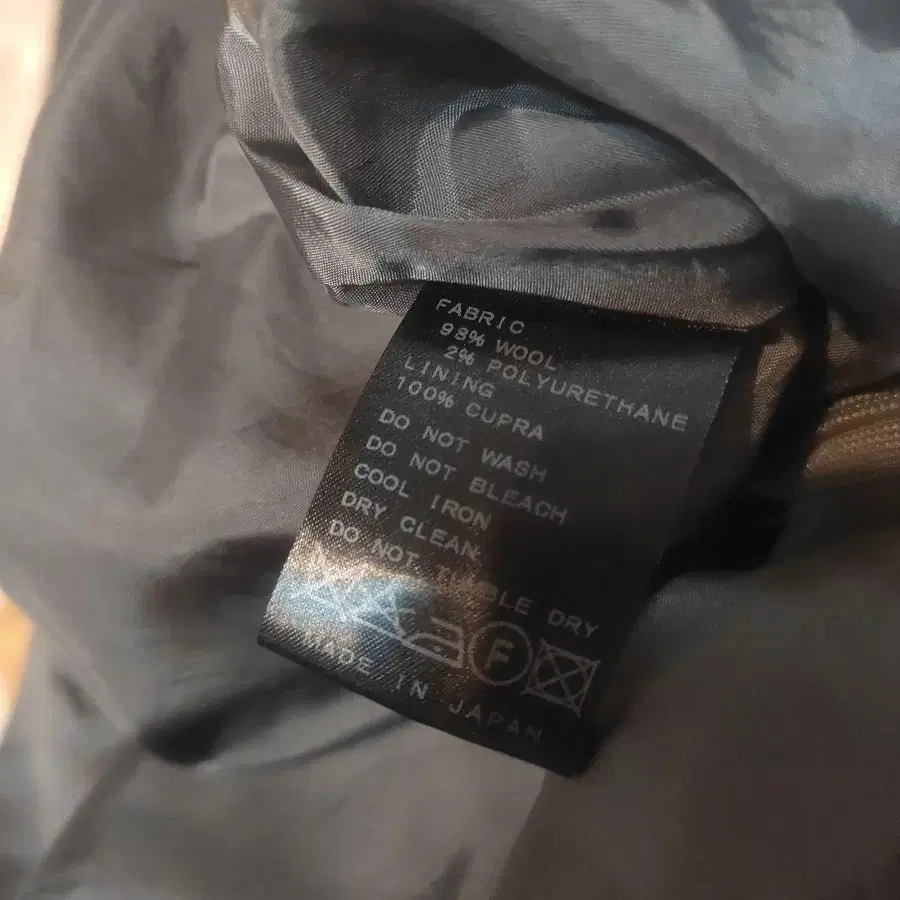 FABRIC
98% WOOL
2% POLYURETHANE
LINING
100% CUPRA
DO NOT WASH
DO NOT BLEACH
COOL IRON
DRY CLEAN
DO NOT TUMBLE DRY
F
MADE IN JAPAN